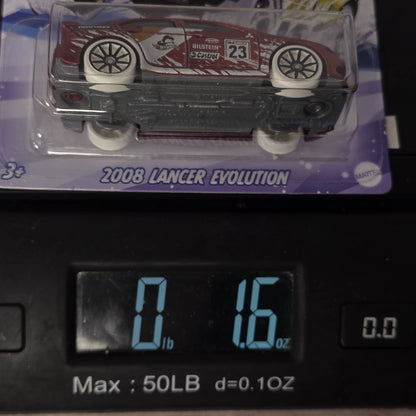 BILSTEIN
23
3+
2008 LANCER EVOLUTION
MATTEL
0 lb 1.6 oz
0.0
Max : 50LB d=0.1OZ